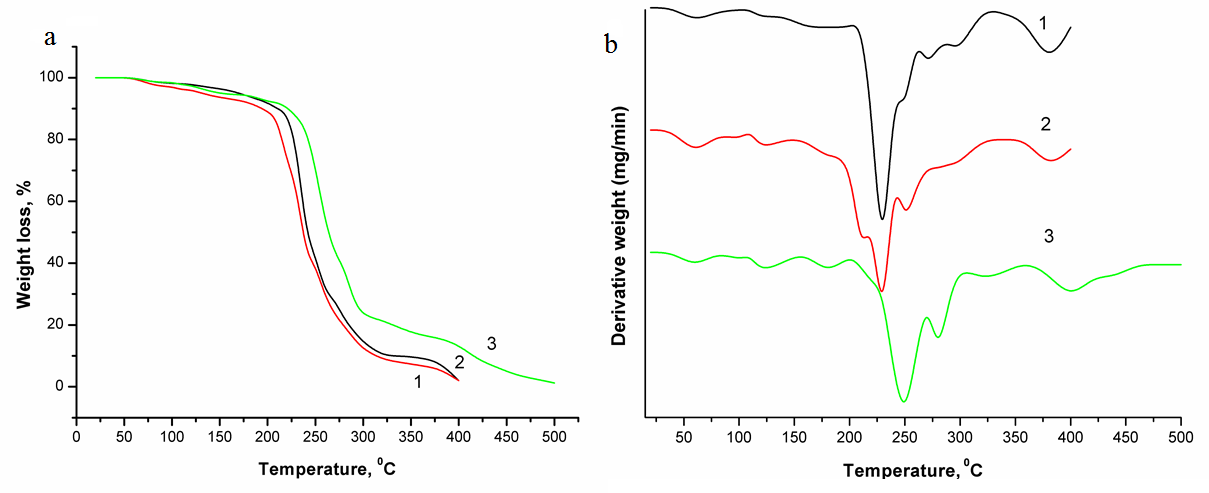 a
Weight loss, %
100
80
60
40
20
0
3
2
1
0 50 100 150 200 250 300 350 400 450 500
Temperature, ⁰C
b
Derivative weight (mg/min)
1
2
3
50 100 150 200 250 300 350 400 450 500
Temperature, ⁰C